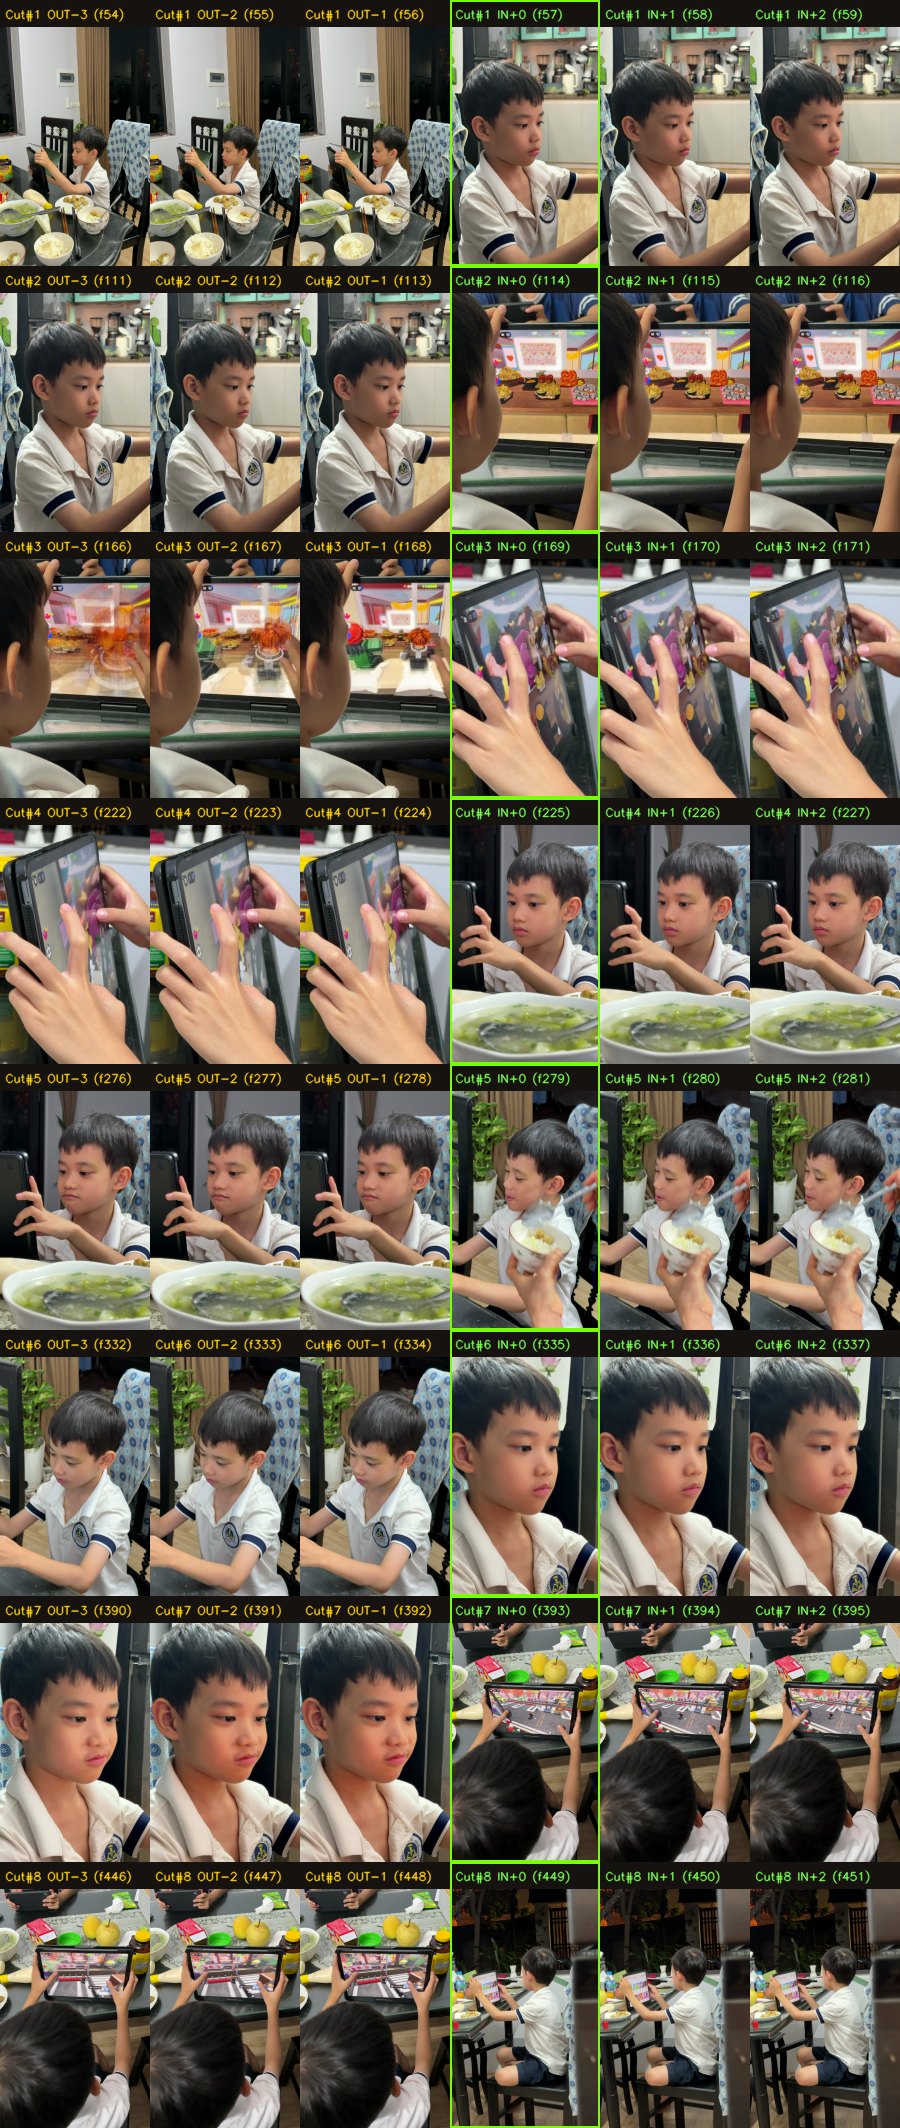 Cut#1 OUT-3 (f54) Cut#1 OUT-2 (f55) Cut#1 OUT-1 (f56) Cut#1 IN+0 (f57) Cut#1 IN+1 (f58) Cut#1 IN+2 (f59)
Cut#2 OUT-3 (f111) Cut#2 OUT-2 (f112) Cut#2 OUT-1 (f113) Cut#2 IN+0 (f114) Cut#2 IN+1 (f115) Cut#2 IN+2 (f116)
Cut#3 OUT-3 (f166) Cut#3 OUT-2 (f167) Cut#3 OUT-1 (f168) Cut#3 IN+0 (f169) Cut#3 IN+1 (f170) Cut#3 IN+2 (f171)
Cut#4 OUT-3 (f222) Cut#4 OUT-2 (f223) Cut#4 OUT-1 (f224) Cut#4 IN+0 (f225) Cut#4 IN+1 (f226) Cut#4 IN+2 (f227)
Cut#5 OUT-3 (f276) Cut#5 OUT-2 (f277) Cut#5 OUT-1 (f278) Cut#5 IN+0 (f279) Cut#5 IN+1 (f280) Cut#5 IN+2 (f281)
Cut#6 OUT-3 (f332) Cut#6 OUT-2 (f333) Cut#6 OUT-1 (f334) Cut#6 IN+0 (f335) Cut#6 IN+1 (f336) Cut#6 IN+2 (f337)
Cut#7 OUT-3 (f390) Cut#7 OUT-2 (f391) Cut#7 OUT-1 (f392) Cut#7 IN+0 (f393) Cut#7 IN+1 (f394) Cut#7 IN+2 (f395)
Cut#8 OUT-3 (f446) Cut#8 OUT-2 (f447) Cut#8 OUT-1 (f448) Cut#8 IN+0 (f449) Cut#8 IN+1 (f450) Cut#8 IN+2 (f451)